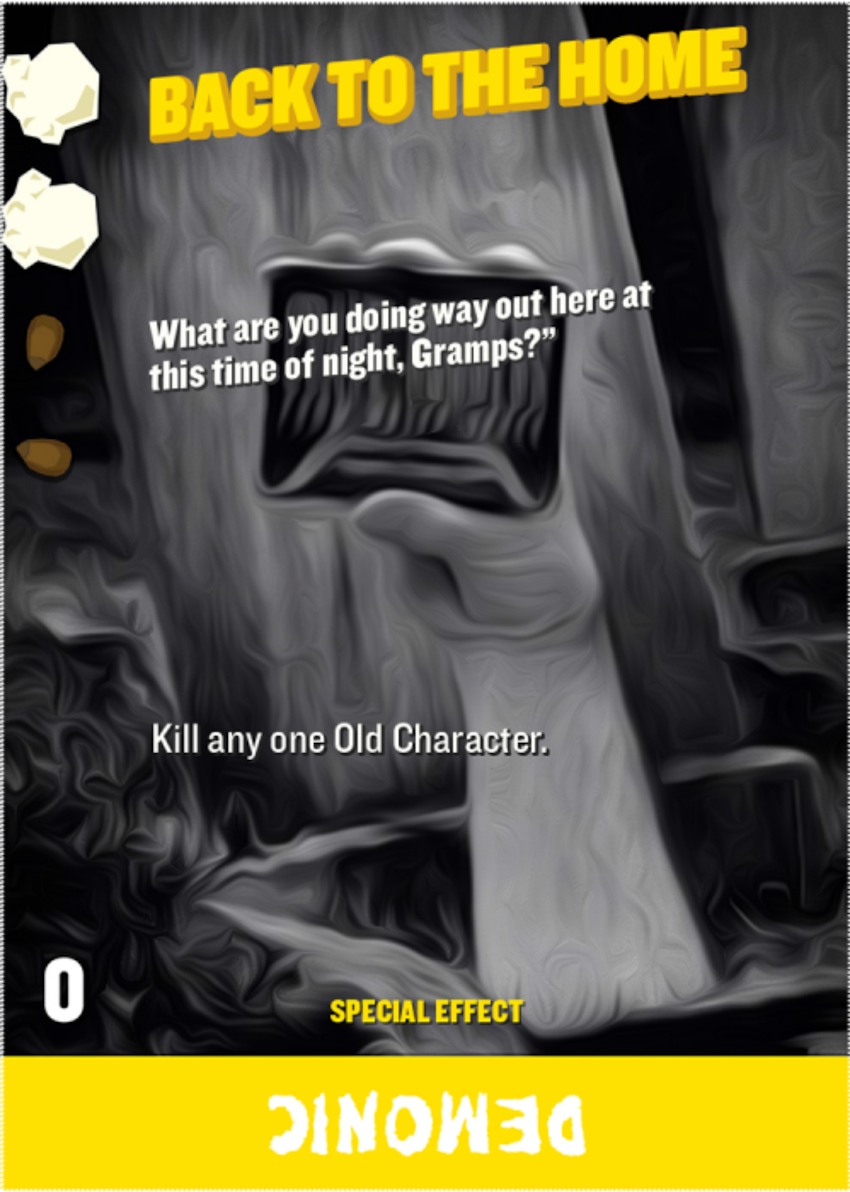 BACK TO THE HOME
What are you doing way out here at
this time of night, Gramps?”
Kill any one Old Character.
0
SPECIAL EFFECT
DEMONIC